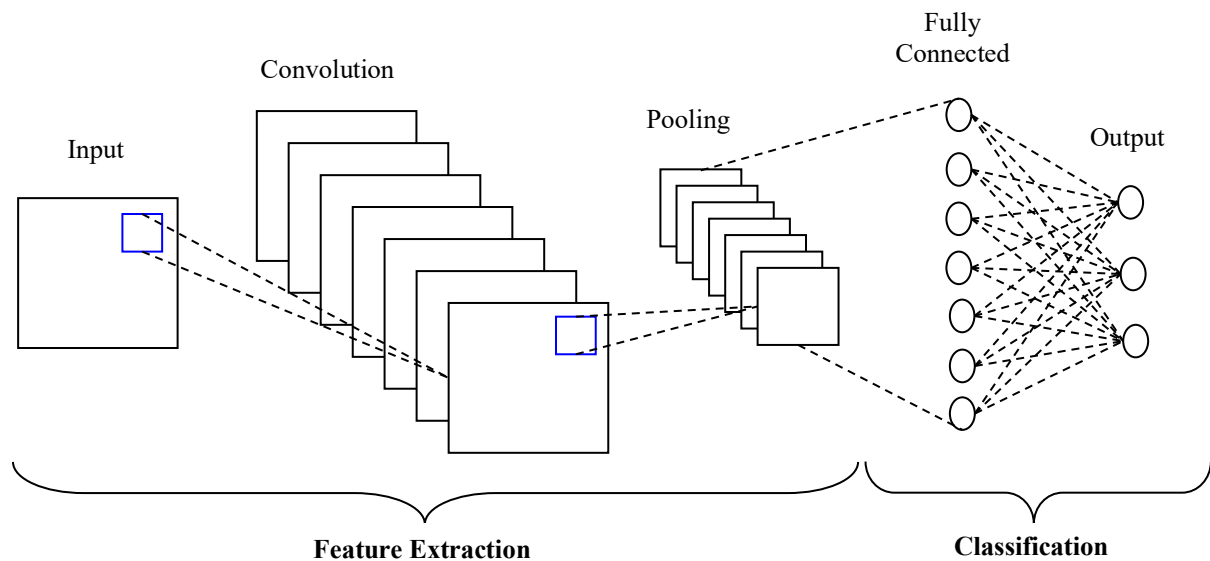 Fully
Connected
Convolution
Pooling
Output
Input
Feature Extraction
Classification